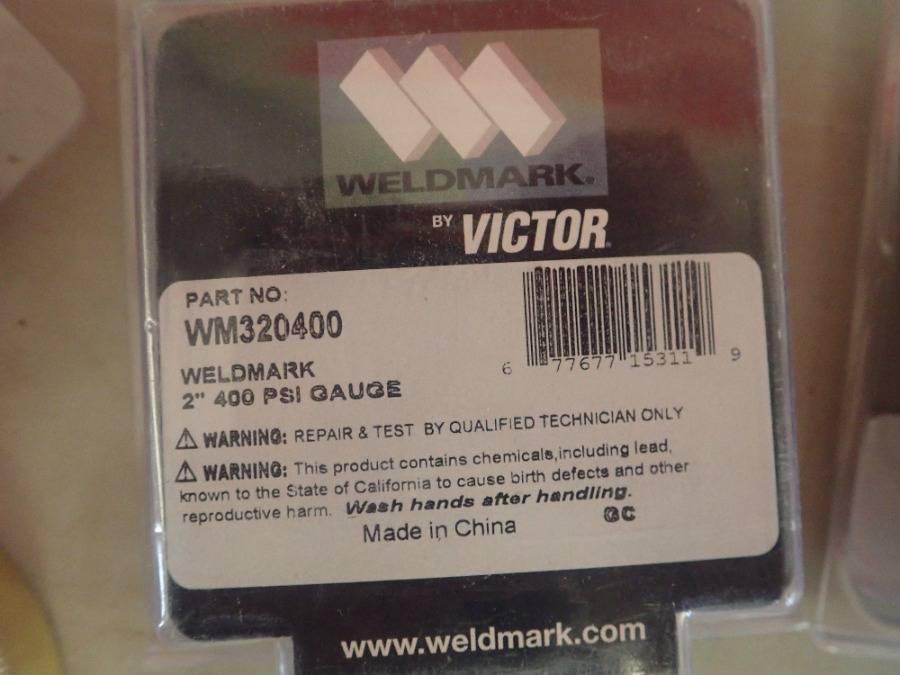 WELDMARK.
BY VICTOR
PART NO:
WM320400
WELDMARK
2" 400 PSI GAUGE
6 77677 15311 9
WARNING: REPAIR & TEST BY QUALIFIED TECHNICIAN ONLY
WARNING: This product contains chemicals,including lead,
known to the State of California to cause birth defects and other
reproductive harm. Wash hands after handling.
Made in China GC
www.weldmark.com